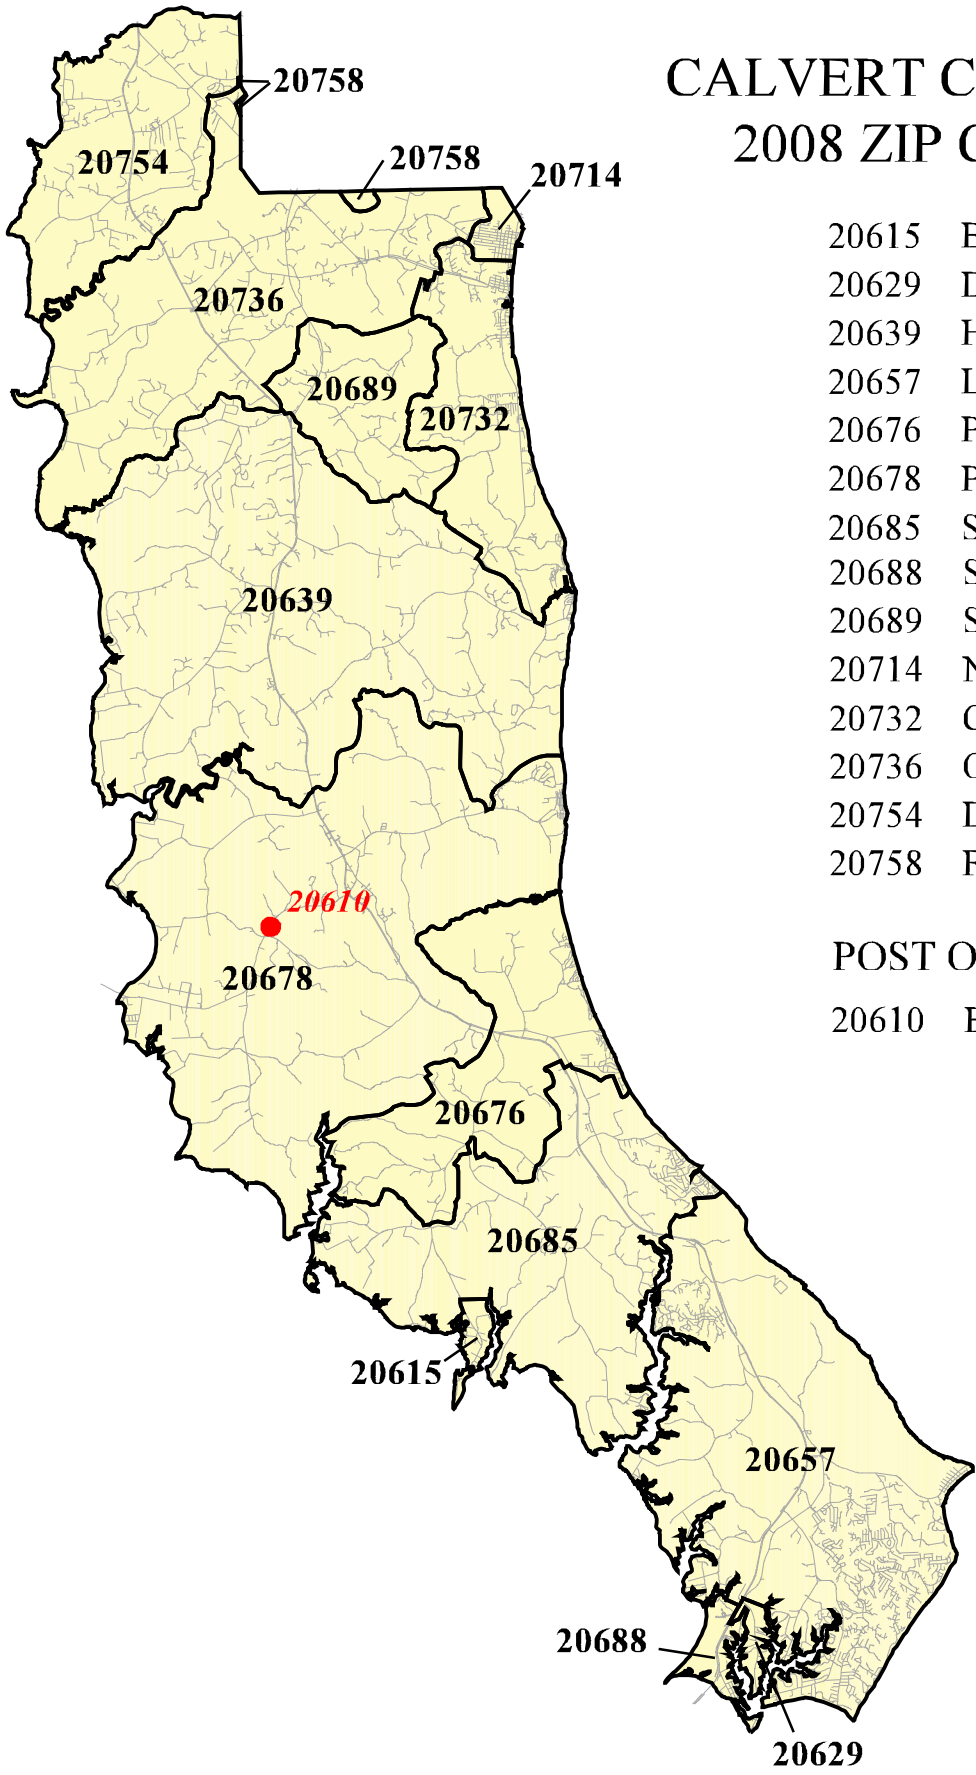 CALVERT C
2008 ZIP C
20615 B
20629 D
20639 H
20657 L
20676 P
20678 P
20685 S
20688 S
20689 S
20714 N
20732 C
20736 O
20754 D
20758 F
POST O
20610 B
20758
20754
20758
20714
20736
20689
20732
20639
20610
20678
20676
20685
20615
20657
20688
20629